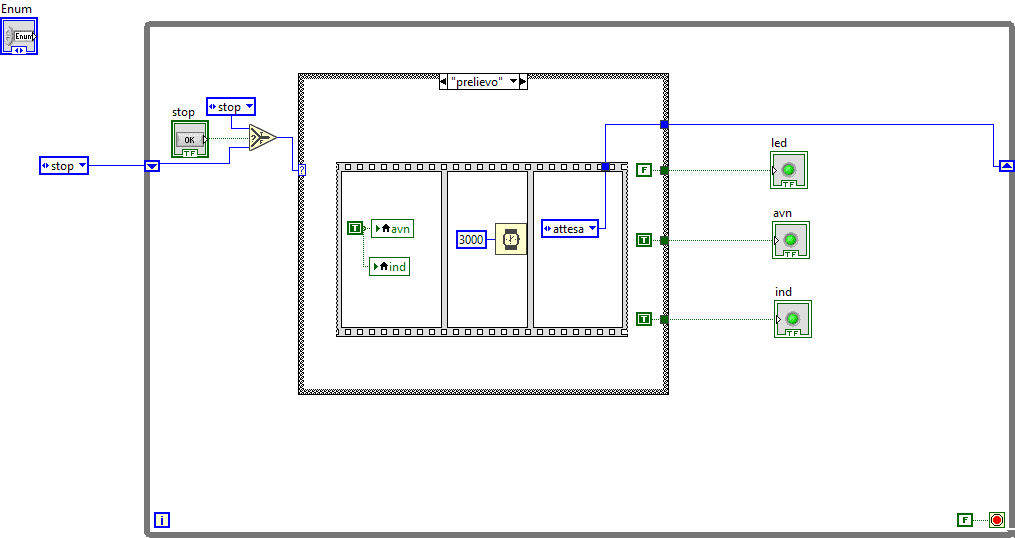 Enum
Enum
"prelievo"
stop
stop
OK
TF
T
?
F
stop
?
led
F
TF
avn
T
avn
3000
attesa
T
TF
ind
ind
T
TF
i
F